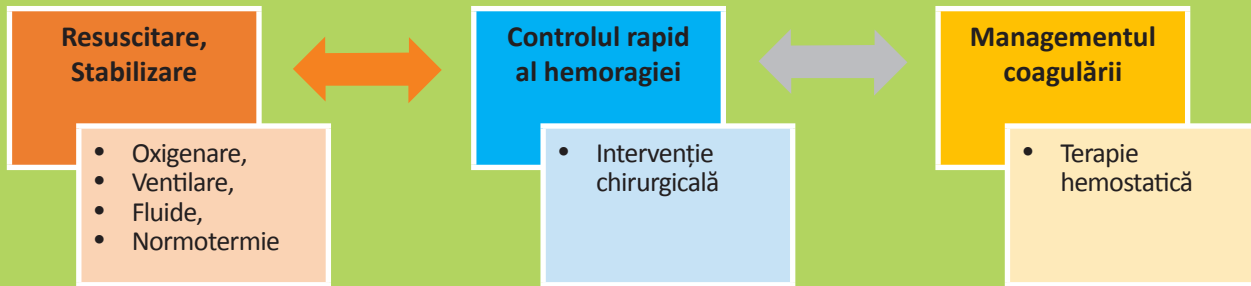 Resuscitare,
Stabilizare
• Oxigenare,
• Ventilare,
• Fluide,
• Normotermie
Controlul rapid
al hemoragiei
• Intervenție
chirurgicală
Managementul
coagulării
• Terapie
hemostatică